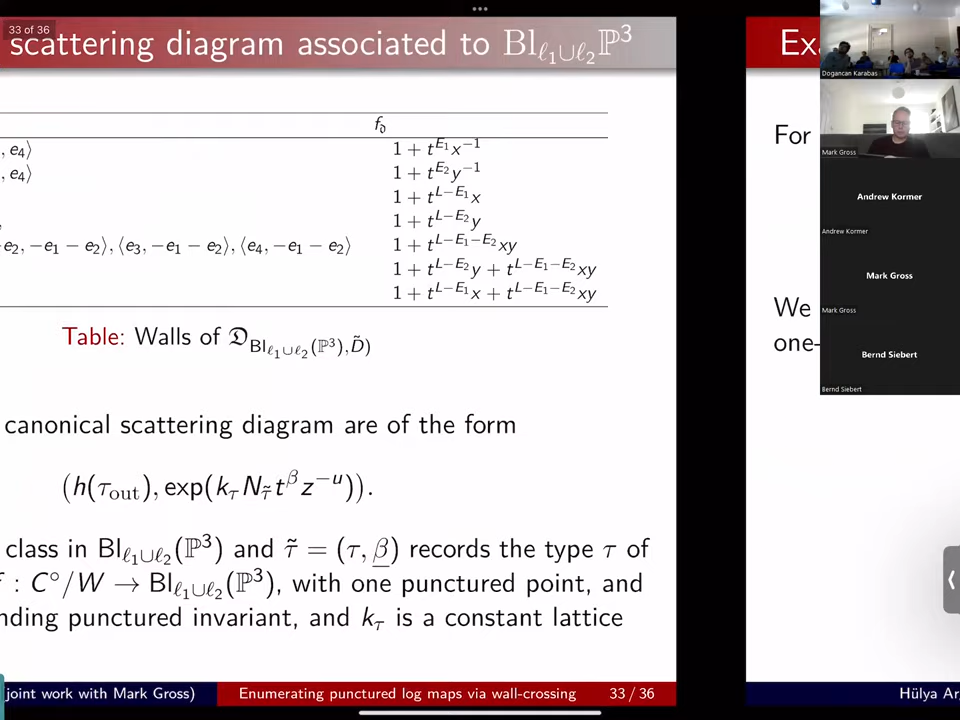 33 of 36
scattering diagram associated to Bl_{ℓ₁∪ℓ₂}ℙ³
f_𝔡
, e₄⟩ 1 + t^{E₁}x^{−1}
, e₄⟩ 1 + t^{E₂}y^{−1}
1 + t^{L−E₁}x
1 + t^{L−E₂}y
−e₂, −e₁ − e₂⟩, ⟨e₃, −e₁ − e₂⟩, ⟨e₄, −e₁ − e₂⟩ 1 + t^{L−E₁−E₂}xy
1 + t^{L−E₂}y + t^{L−E₁−E₂}xy
1 + t^{L−E₁}x + t^{L−E₁−E₂}xy
Table: Walls of 𝔇_{Bl_{ℓ₁∪ℓ₂}(ℙ³),D̃)}
canonical scattering diagram are of the form
(h(τ_out), exp(k_τ N_τ̃ t^β z^{−u})).
class in Bl_{ℓ₁∪ℓ₂}(ℙ³) and τ̃ = (τ, β) records the type τ of
f : C°/W → Bl_{ℓ₁∪ℓ₂}(ℙ³), with one punctured point, and
nding punctured invariant, and k_τ is a constant lattice
joint work with Mark Gross) Enumerating punctured log maps via wall-crossing 33 / 36
Exa
For
We
one-
Hülya Ar
Dogancan Karabas
Mark Gross
Andrew Kormer
Andrew Kormer
Mark Gross
Mark Gross
Bernd Siebert
Bernd Siebert